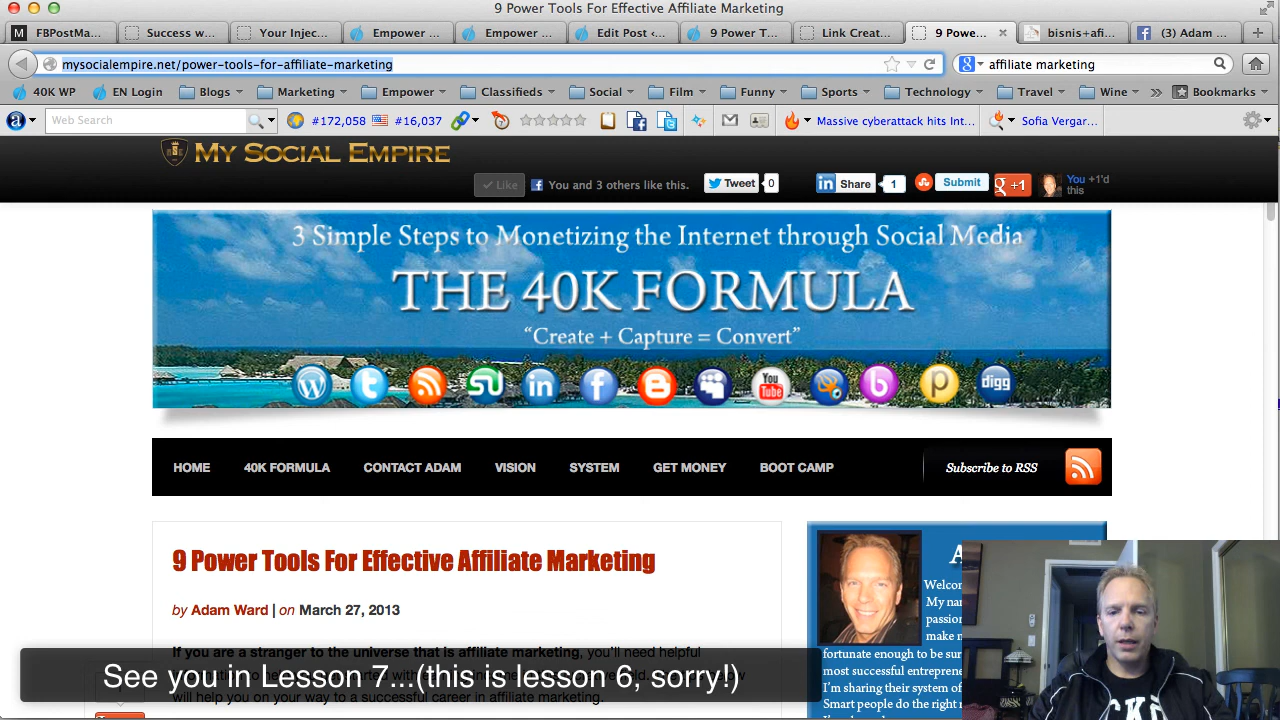 9 Power Tools For Effective Affiliate Marketing
FBPostMa...
Success w...
Your Injec...
Empower ...
Empower ...
Edit Post ‹...
9 Power T...
Link Create...
9 Powe...
bisnis+afi...
(3) Adam ...
mysocialempire.net/power-tools-for-affiliate-marketing
affiliate marketing
40K WP
EN Login
Blogs
Marketing
Empower
Classifieds
Social
Film
Funny
Sports
Technology
Travel
Wine
Bookmarks
Web Search
#172,058
#16,037
Massive cyberattack hits Int...
Sofia Vergar...
MY SOCIAL EMPIRE
Like
You and 3 others like this.
Tweet
0
Share
1
Submit
+1
You +1'd
this
3 Simple Steps to Monetizing the Internet through Social Media
THE 40K FORMULA
“Create + Capture = Convert”
You
Tube
digg
HOME
40K FORMULA
CONTACT ADAM
VISION
SYSTEM
GET MONEY
BOOT CAMP
Subscribe to RSS
9 Power Tools For Effective Affiliate Marketing
by Adam Ward | on March 27, 2013
If you are a stranger to the universe that is affiliate marketing, you'll need helpful
will help you on your way to a successful career in affiliate marketing.
Welcom
My nar
passion
make m
fortunate enough to be sur
most successful entreprene
I'm sharing their system of
Smart people do the right r
See you in Lesson 7...(this is lesson 6, sorry!)